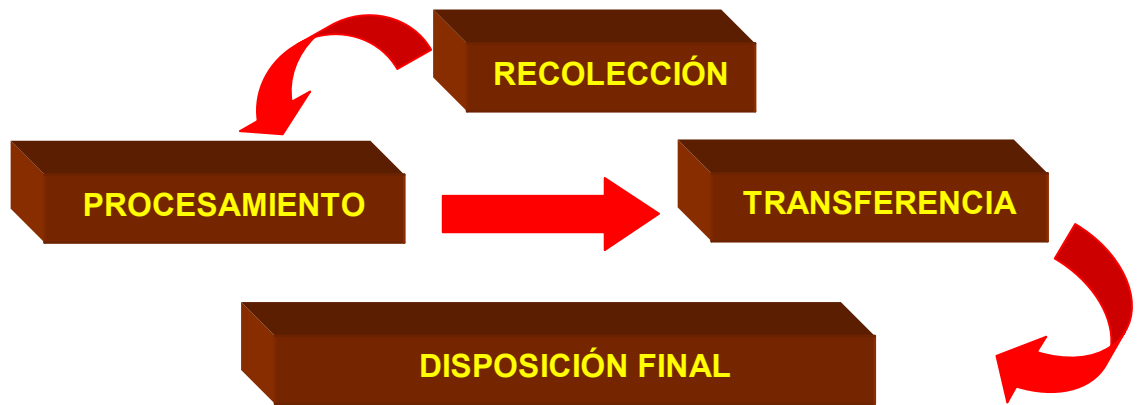 RECOLECCIÓN
PROCESAMIENTO
TRANSFERENCIA
DISPOSICIÓN FINAL